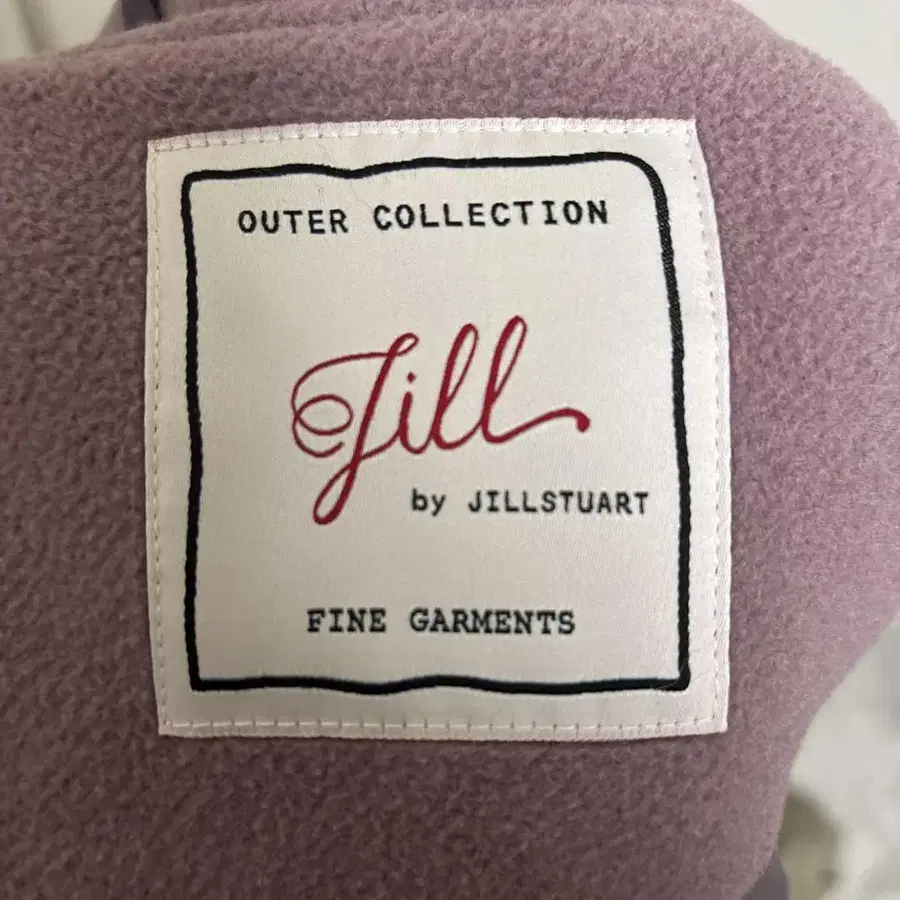 OUTER COLLECTION
Jill
by JILLSTUART
FINE GARMENTS